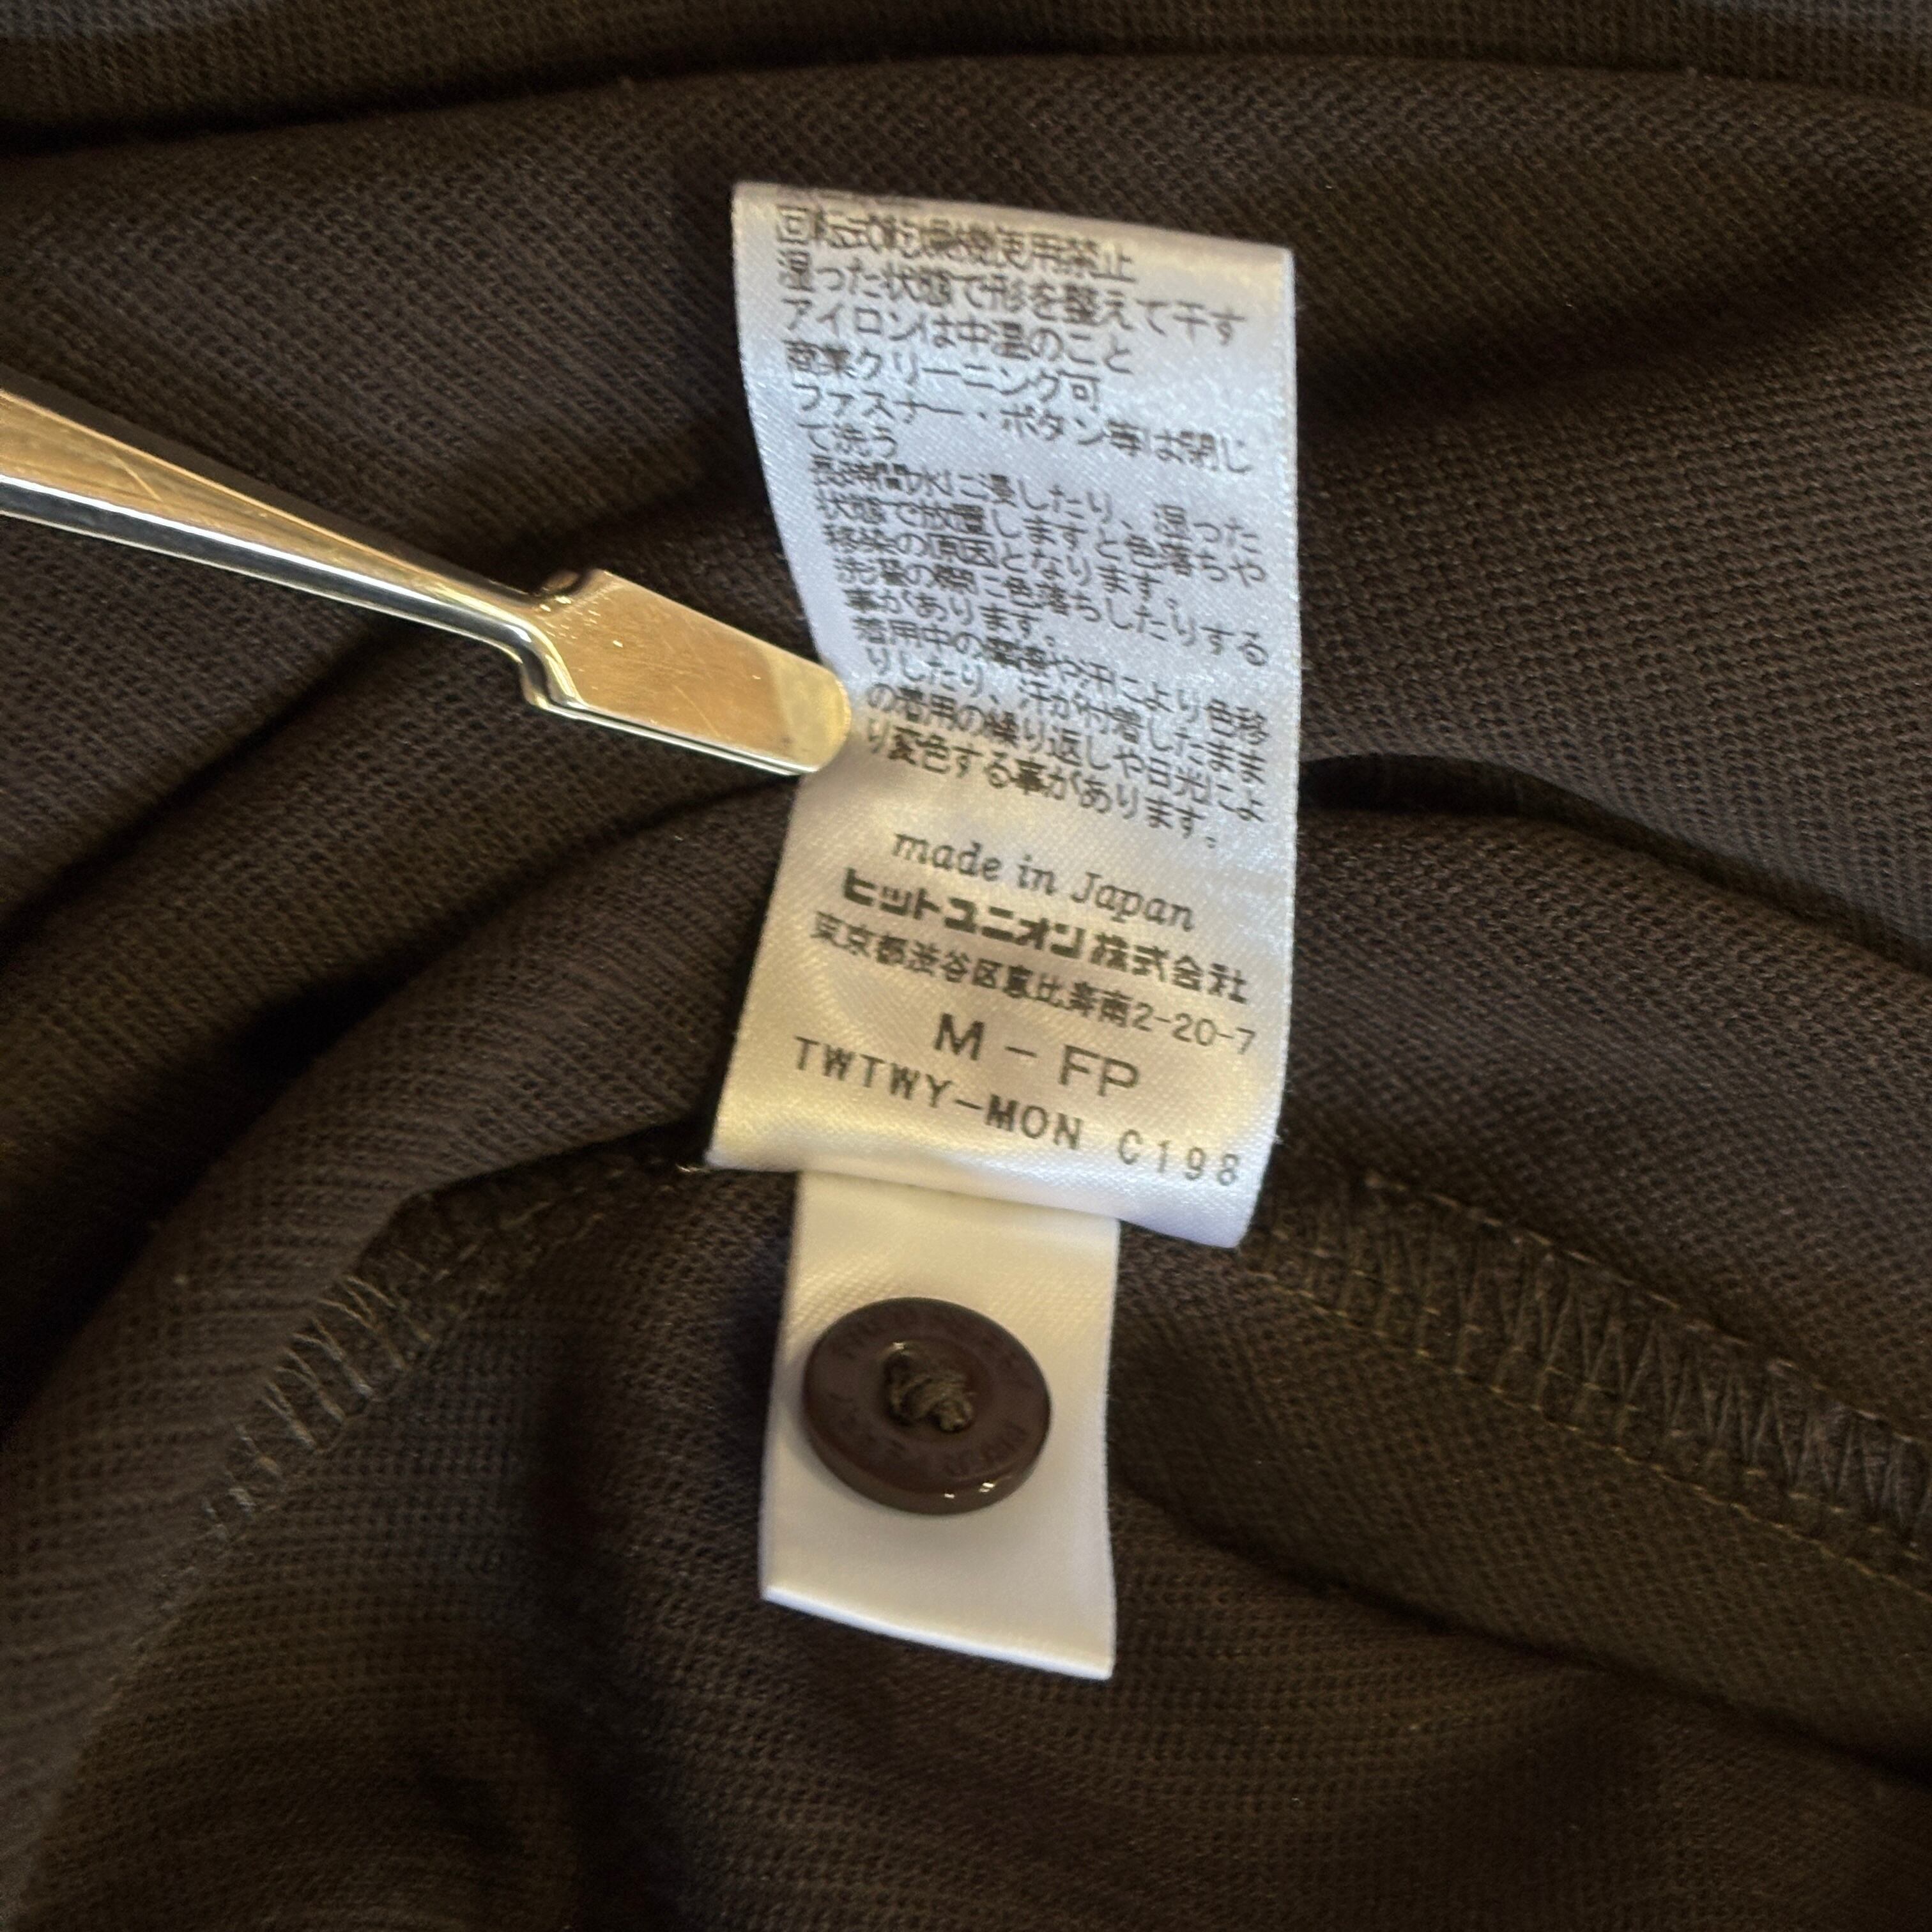 回転式乾燥機使用禁止
湿った状態で形を整えて干す
アイロンは中温のこと
商業クリーニング可
ファスナー・ボタン等は閉じ
て洗う
長時間水に浸したり、湿った
状態で放置しますと色落ちや
移染の原因となります。
洗濯の際に色落ちしたりする
事があります。
着用中の摩擦や汗により色移
りしたり、汗が付着したまま
の着用の繰り返しや日光によ
り変色する事があります。
made in Japan
ヒットユニオン株式会社
東京都渋谷区恵比寿南2-20-7
M - FP
TWTWY-MON C198